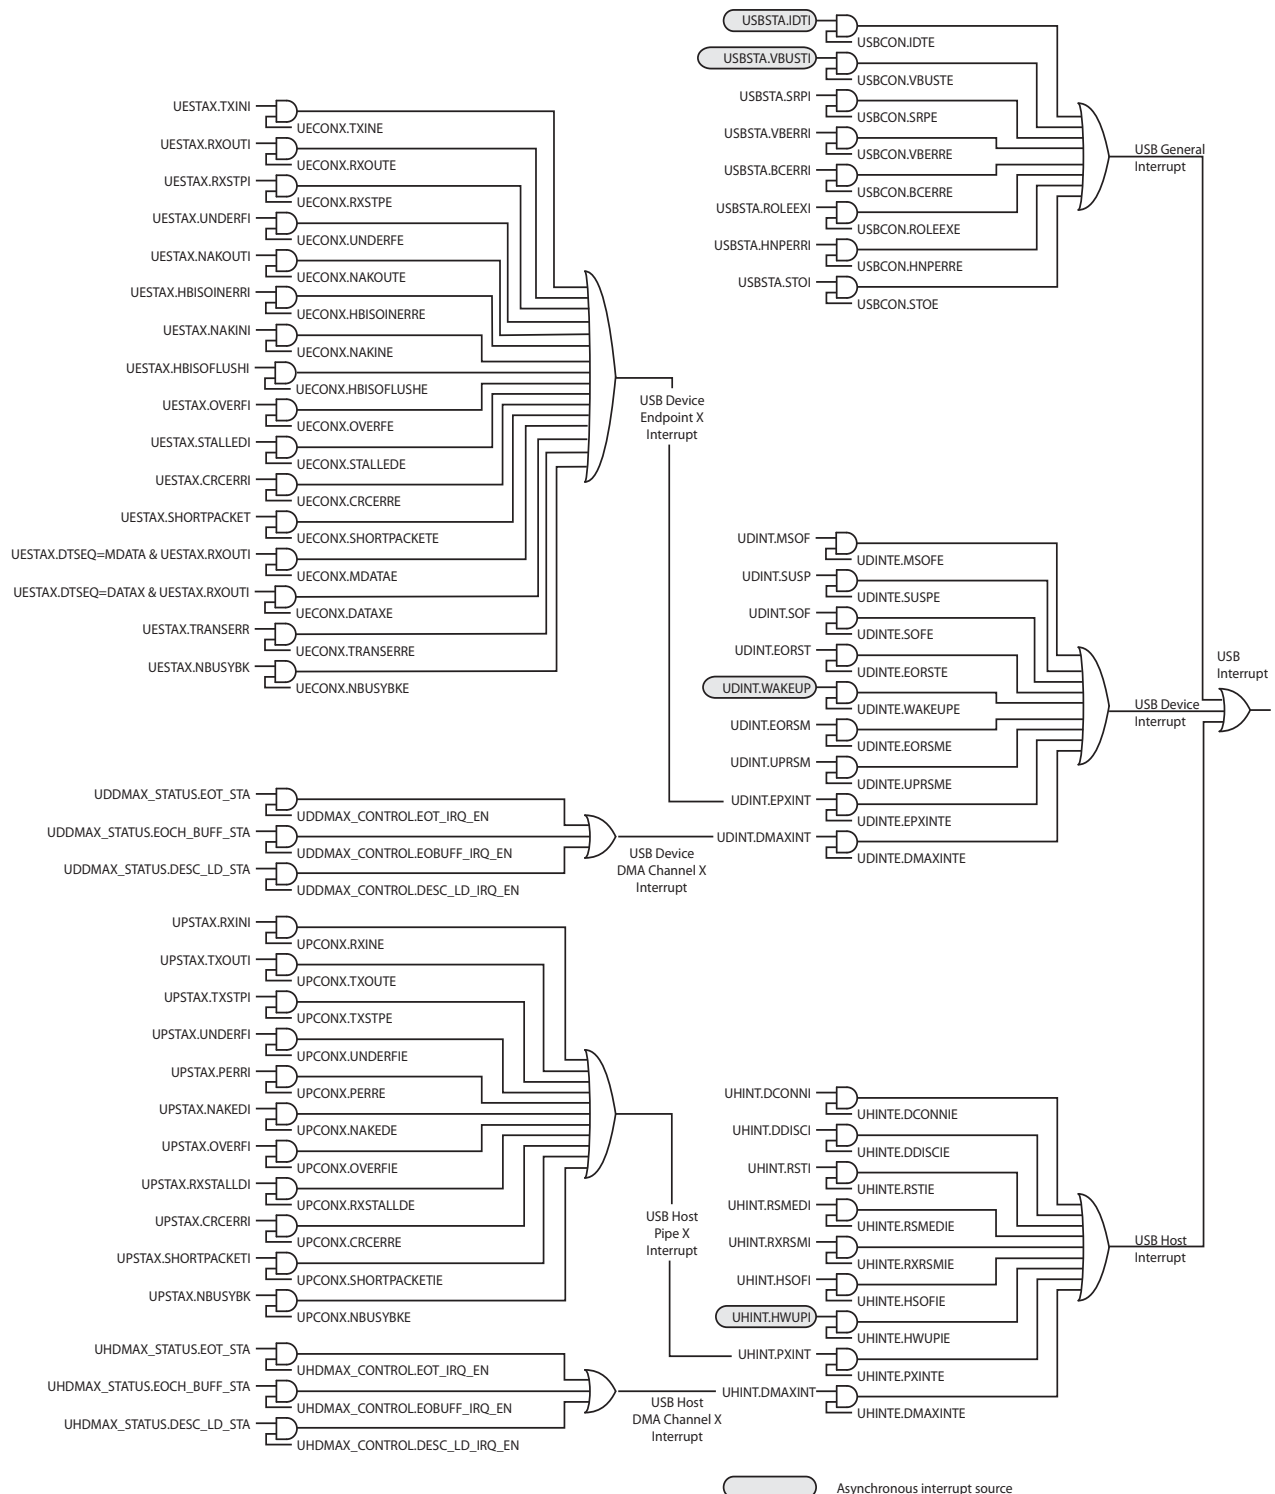 USBSTA.IDTI
USBCON.IDTE
USBSTA.VBUSTI
USBCON.VBUSTE
USBSTA.SRPI
USBCON.SRPE
USBSTA.VBERRI
USBCON.VBERRE
USBSTA.BCERRI
USBCON.BCERRE
USBSTA.ROLEEXI
USBCON.ROLEEXE
USBSTA.HNPERRI
USBCON.HNPERRE
USBSTA.STOI
USBCON.STOE
USB General
Interrupt
UESTAX.TXINI
UECONX.TXINE
UESTAX.RXOUTI
UECONX.RXOUTE
UESTAX.RXSTPI
UECONX.RXSTPE
UESTAX.UNDERFI
UECONX.UNDERFE
UESTAX.NAKOUTI
UECONX.NAKOUTE
UESTAX.HBISOINERRI
UECONX.HBISOINERRE
UESTAX.NAKINI
UECONX.NAKINE
UESTAX.HBISOFLUSHI
UECONX.HBISOFLUSHE
UESTAX.OVERFI
UECONX.OVERFE
UESTAX.STALLEDI
UECONX.STALLEDE
UESTAX.CRCERRI
UECONX.CRCERRE
UESTAX.SHORTPACKET
UECONX.SHORTPACKETE
UESTAX.DTSEQ=MDATA & UESTAX.RXOUTI
UECONX.MDATAE
UESTAX.DTSEQ=DATAX & UESTAX.RXOUTI
UECONX.DATAXE
UESTAX.TRANSERR
UECONX.TRANSERRE
UESTAX.NBUSYBK
UECONX.NBUSYBKE
USB Device
Endpoint X
Interrupt
UDINT.MSOF
UDINTE.MSOFE
UDINT.SUSP
UDINTE.SUSPE
UDINT.SOF
UDINTE.SOFE
UDINT.EORST
UDINTE.EORSTE
UDINT.WAKEUP
UDINTE.WAKEUPE
UDINT.EORSM
UDINTE.EORSME
UDINT.UPRSM
UDINTE.UPRSME
UDINT.EPXINT
UDINTE.EPXINTE
UDINT.DMAXINT
UDINTE.DMAXINTE
USB Device
Interrupt
USB
Interrupt
UDDMAX_STATUS.EOT_STA
UDDMAX_CONTROL.EOT_IRQ_EN
UDDMAX_STATUS.EOCH_BUFF_STA
UDDMAX_CONTROL.EOBUFF_IRQ_EN
UDDMAX_STATUS.DESC_LD_STA
UDDMAX_CONTROL.DESC_LD_IRQ_EN
USB Device
DMA Channel X
Interrupt
UPSTAX.RXINI
UPCONX.RXINE
UPSTAX.TXOUTI
UPCONX.TXOUTE
UPSTAX.TXSTPI
UPCONX.TXSTPE
UPSTAX.UNDERFI
UPCONX.UNDERFIE
UPSTAX.PERRI
UPCONX.PERRE
UPSTAX.NAKEDI
UPCONX.NAKEDE
UPSTAX.OVERFI
UPCONX.OVERFIE
UPSTAX.RXSTALLDI
UPCONX.RXSTALLDE
UPSTAX.CRCERRI
UPCONX.CRCERRE
UPSTAX.SHORTPACKETI
UPCONX.SHORTPACKETIE
UPSTAX.NBUSYBK
UPCONX.NBUSYBKE
USB Host
Pipe X
Interrupt
UHINT.DCONNI
UHINTE.DCONNIE
UHINT.DDISCI
UHINTE.DDISCIE
UHINT.RSTI
UHINTE.RSTIE
UHINT.RSMEDI
UHINTE.RSMEDIE
UHINT.RXRSMI
UHINTE.RXRSMIE
UHINT.HSOFI
UHINTE.HSOFIE
UHINT.HWUPI
UHINTE.HWUPIE
UHINT.PXINT
UHINTE.PXINTE
UHINT.DMAXINT
UHINTE.DMAXINTE
USB Host
Interrupt
UHDMAX_STATUS.EOT_STA
UHDMAX_CONTROL.EOT_IRQ_EN
UHDMAX_STATUS.EOCH_BUFF_STA
UHDMAX_CONTROL.EOBUFF_IRQ_EN
UHDMAX_STATUS.DESC_LD_STA
UHDMAX_CONTROL.DESC_LD_IRQ_EN
USB Host
DMA Channel X
Interrupt
Asynchronous interrupt source